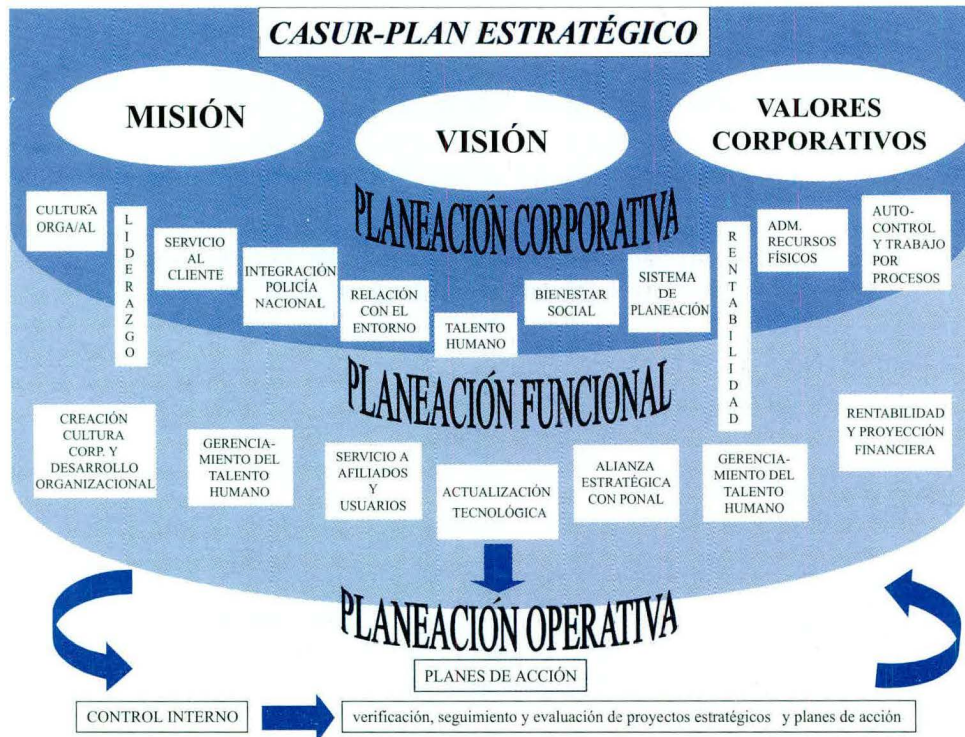 CASUR-PLAN ESTRATÉGICO
MISIÓN
VISIÓN
VALORES
CORPORATIVOS
PLANEACIÓN CORPORATIVA
CULTURA
ORGA/AL
LIDERAZGO
SERVICIO
AL
CLIENTE
INTEGRACIÓN
POLICÍA
NACIONAL
RELACIÓN
CON EL
ENTORNO
TALENTO
HUMANO
BIENESTAR
SOCIAL
SISTEMA
DE
PLANEACIÓN
RENTABILIDAD
ADM.
RECURSOS
FÍSICOS
AUTO-
CONTROL
Y TRABAJO
POR
PROCESOS
PLANEACIÓN FUNCIONAL
CREACIÓN
CULTURA
CORP. Y
DESARROLLO
ORGANIZACIONAL
GERENCIA-
MIENTO DEL
TALENTO
HUMANO
SERVICIO A
AFILIADOS
Y
USUARIOS
ACTUALIZACIÓN
TECNOLÓGICA
ALIANZA
ESTRATÉGICA
CON PONAL
GERENCIA-
MIENTO DEL
TALENTO
HUMANO
RENTABILIDAD
Y PROYECCIÓN
FINANCIERA
PLANEACIÓN OPERATIVA
PLANES DE ACCIÓN
CONTROL INTERNO
verificación, seguimiento y evaluación de proyectos estratégicos y planes de acción